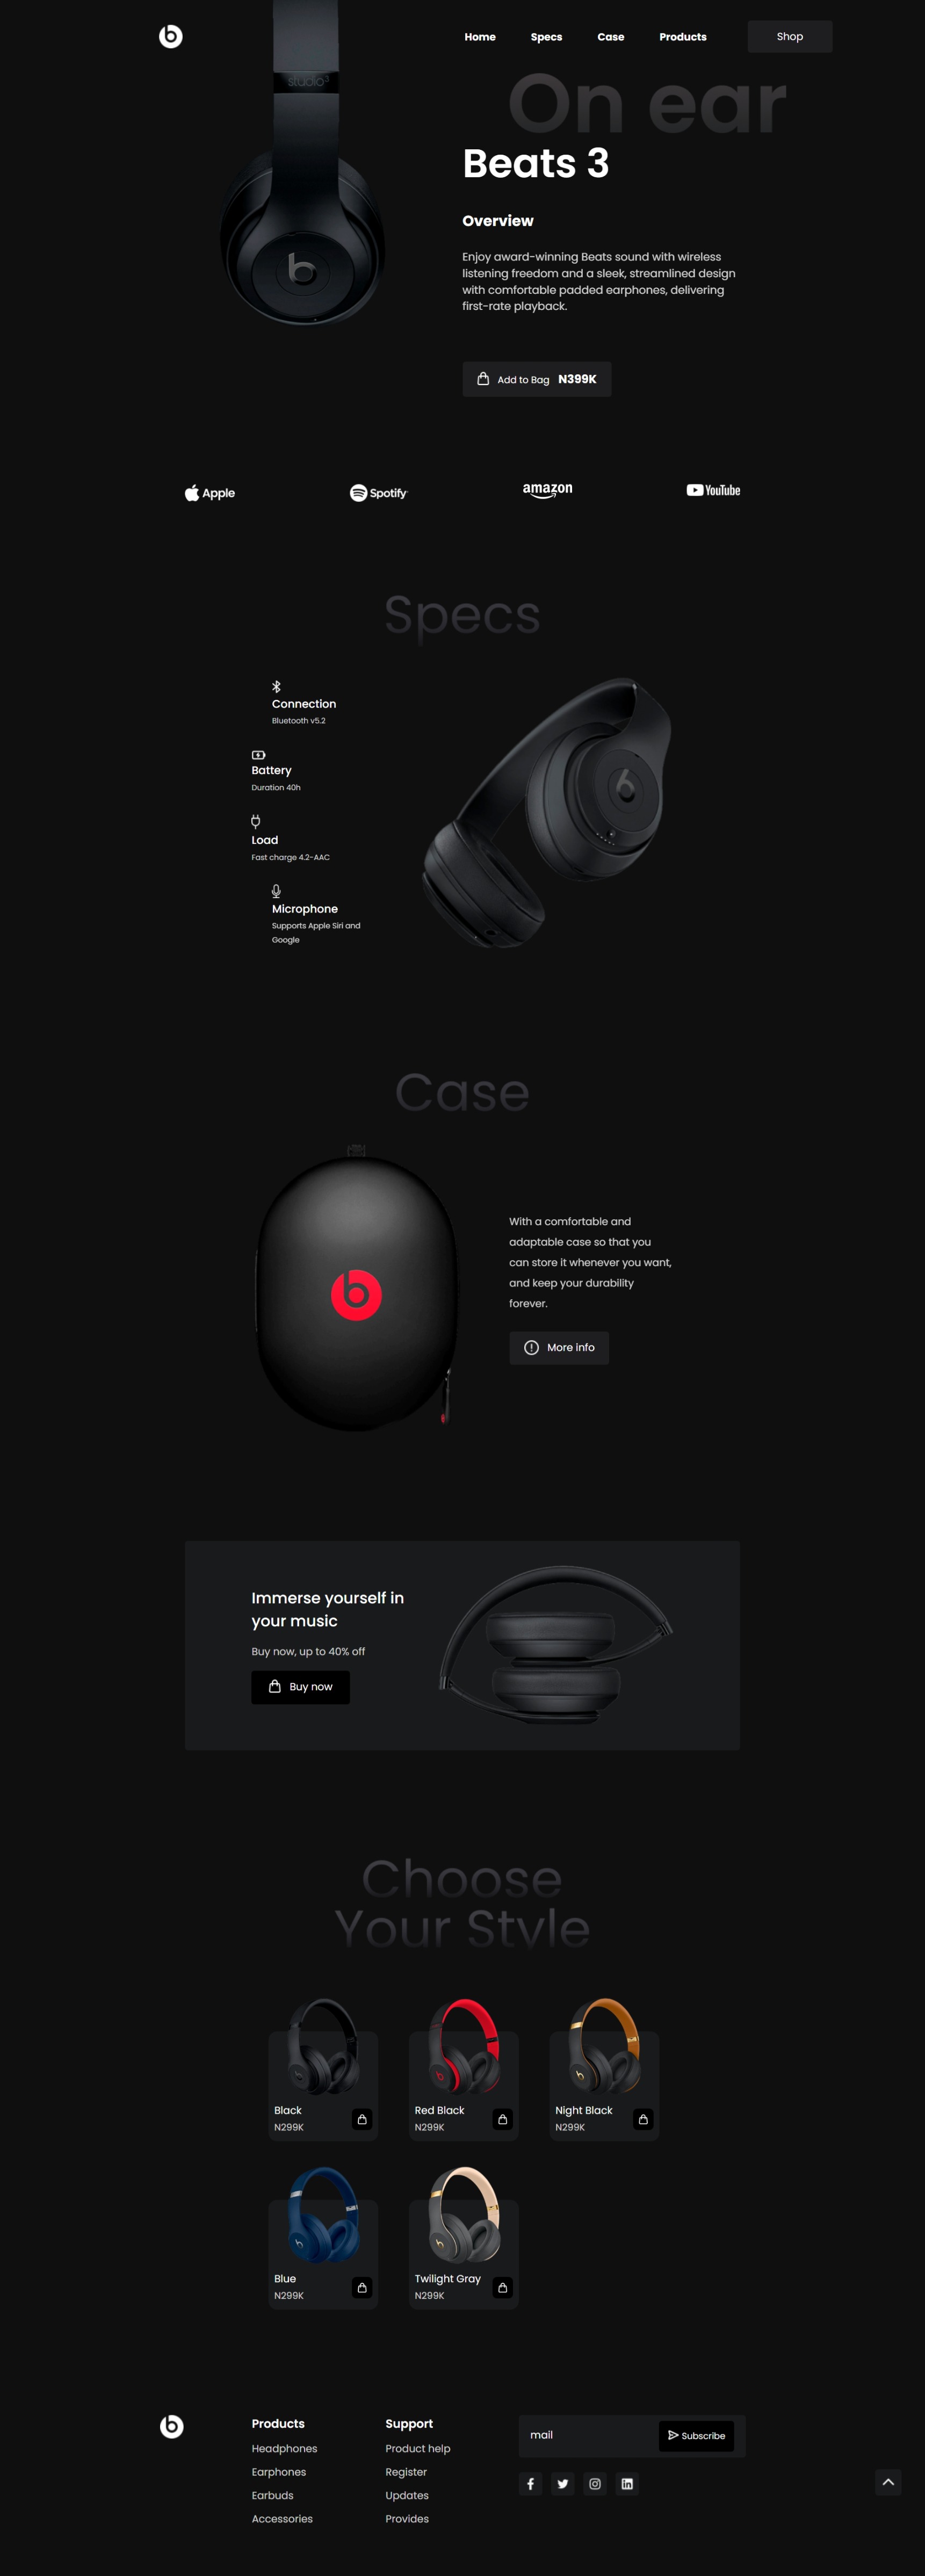 Home Specs Case Products Shop
studio³
On ear
Beats 3
Overview
Enjoy award-winning Beats sound with wireless
listening freedom and a sleek, streamlined design
with comfortable padded earphones, delivering
first-rate playback.
Add to Bag N399K
Apple
Spotify
amazon
YouTube
Specs
Connection
Bluetooth v5.2
Battery
Duration 40h
Load
Fast charge 4.2-AAC
Microphone
Supports Apple Siri and
Google
Case
With a comfortable and
adaptable case so that you
can store it whenever you want,
and keep your durability
forever.
More info
Immerse yourself in
your music
Buy now, up to 40% off
Buy now
Choose
Your Style
Black
N299K
Red Black
N299K
Night Black
N299K
Blue
N299K
Twilight Gray
N299K
Products
Headphones
Earphones
Earbuds
Accessories
Support
Product help
Register
Updates
Provides
mail
Subscribe